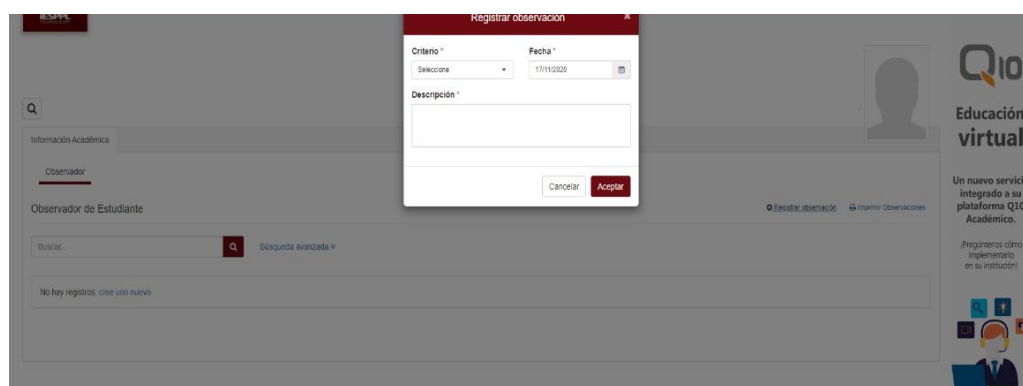 IESPPL
Registrar observación
×
Criterio *
Fecha *
Seleccione
17/11/2020
Descripción *
Cancelar
Aceptar
Información Académica
Observador
Observador de Estudiante
Registrar observación
Imprimir Observaciones
Buscar...
Búsqueda avanzada
No hay registros, cree uno nuevo
Q10
Educación
virtual
Un nuevo servici
integrado a su
plataforma Q10
Académico.
¡Pregúntenos cómo
implementarlo
en su institución!